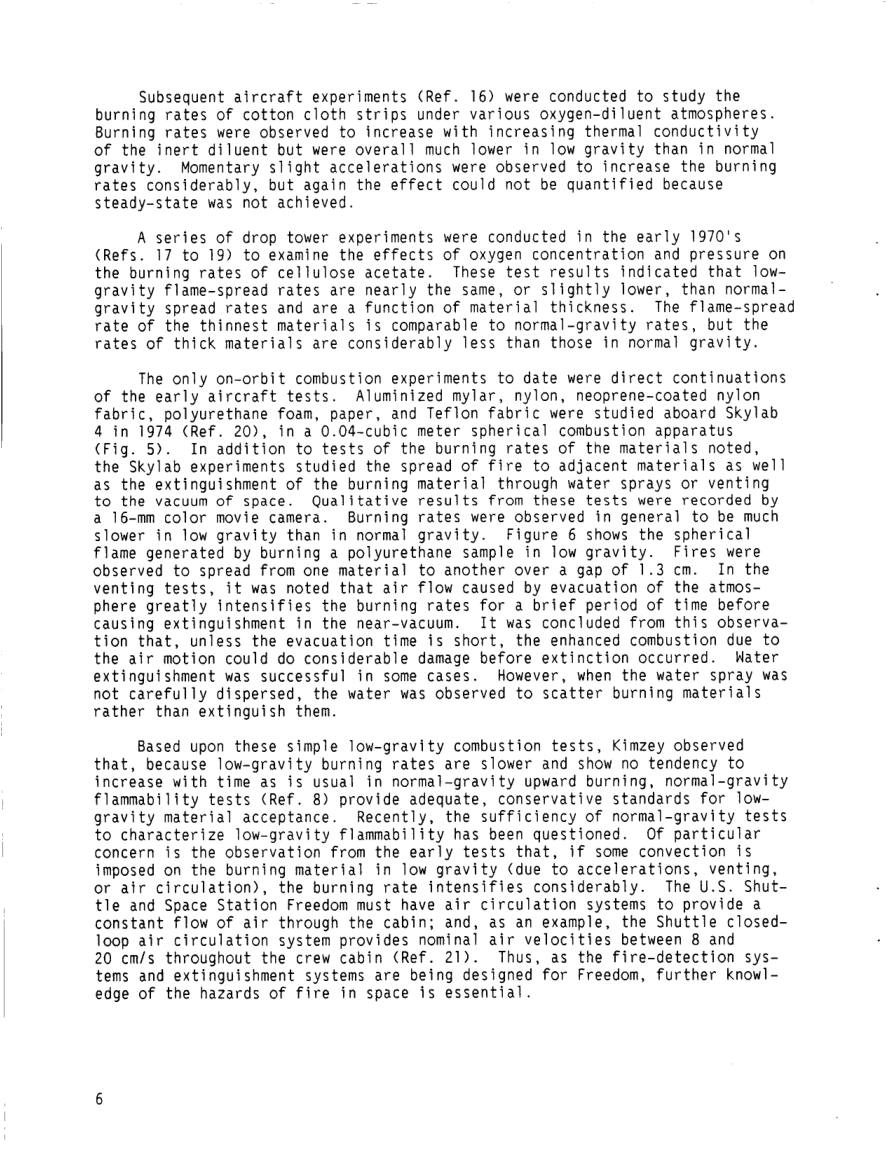 Subsequent aircraft experiments (Ref. 16) were conducted to study the
burning rates of cotton cloth strips under various oxygen-diluent atmospheres.
Burning rates were observed to increase with increasing thermal conductivity
of the inert diluent but were overall much lower in low gravity than in normal
gravity. Momentary slight accelerations were observed to increase the burning
rates considerably, but again the effect could not be quantified because
steady-state was not achieved.
A series of drop tower experiments were conducted in the early 1970's
(Refs. 17 to 19) to examine the effects of oxygen concentration and pressure on
the burning rates of cellulose acetate. These test results indicated that low-
gravity flame-spread rates are nearly the same, or slightly lower, than normal-
gravity spread rates and are a function of material thickness. The flame-spread
rate of the thinnest materials is comparable to normal-gravity rates, but the
rates of thick materials are considerably less than those in normal gravity.
The only on-orbit combustion experiments to date were direct continuations
of the early aircraft tests. Aluminized mylar, nylon, neoprene-coated nylon
fabric, polyurethane foam, paper, and Teflon fabric were studied aboard Skylab
4 in 1974 (Ref. 20), in a 0.04-cubic meter spherical combustion apparatus
(Fig. 5). In addition to tests of the burning rates of the materials noted,
the Skylab experiments studied the spread of fire to adjacent materials as well
as the extinguishment of the burning material through water sprays or venting
to the vacuum of space. Qualitative results from these tests were recorded by
a 16-mm color movie camera. Burning rates were observed in general to be much
slower in low gravity than in normal gravity. Figure 6 shows the spherical
flame generated by burning a polyurethane sample in low gravity. Fires were
observed to spread from one material to another over a gap of 1.3 cm. In the
venting tests, it was noted that air flow caused by evacuation of the atmos-
phere greatly intensifies the burning rates for a brief period of time before
causing extinguishment in the near-vacuum. It was concluded from this observa-
tion that, unless the evacuation time is short, the enhanced combustion due to
the air motion could do considerable damage before extinction occurred. Water
extinguishment was successful in some cases. However, when the water spray was
not carefully dispersed, the water was observed to scatter burning materials
rather than extinguish them.
Based upon these simple low-gravity combustion tests, Kimzey observed
that, because low-gravity burning rates are slower and show no tendency to
increase with time as is usual in normal-gravity upward burning, normal-gravity
flammability tests (Ref. 8) provide adequate, conservative standards for low-
gravity material acceptance. Recently, the sufficiency of normal-gravity tests
to characterize low-gravity flammability has been questioned. Of particular
concern is the observation from the early tests that, if some convection is
imposed on the burning material in low gravity (due to accelerations, venting,
or air circulation), the burning rate intensifies considerably. The U.S. Shut-
tle and Space Station Freedom must have air circulation systems to provide a
constant flow of air through the cabin; and, as an example, the Shuttle closed-
loop air circulation system provides nominal air velocities between 8 and
20 cm/s throughout the crew cabin (Ref. 21). Thus, as the fire-detection sys-
tems and extinguishment systems are being designed for Freedom, further knowl-
edge of the hazards of fire in space is essential.
6